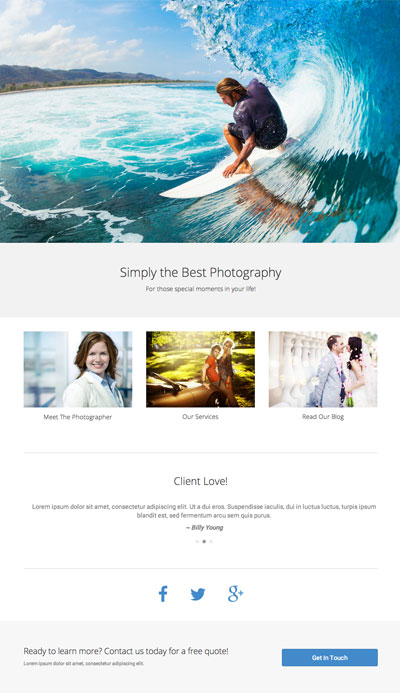 Simply the Best Photography
For those special moments in your life!
Meet The Photographer
Our Services
Read Our Blog
Client Love!
Lorem ipsum dolor sit amet, consectetur adipiscing elit. Ut a dui eros. Suspendisse iaculis, dui in luctus luctus, turpis turpis
blandit est, sed fermentum arcu sem quis purus.
~ Billy Young
Ready to learn more? Contact us today for a free quote!
Lorem ipsum dolor sit amet, consectetur adipiscing elit.
Get In Touch